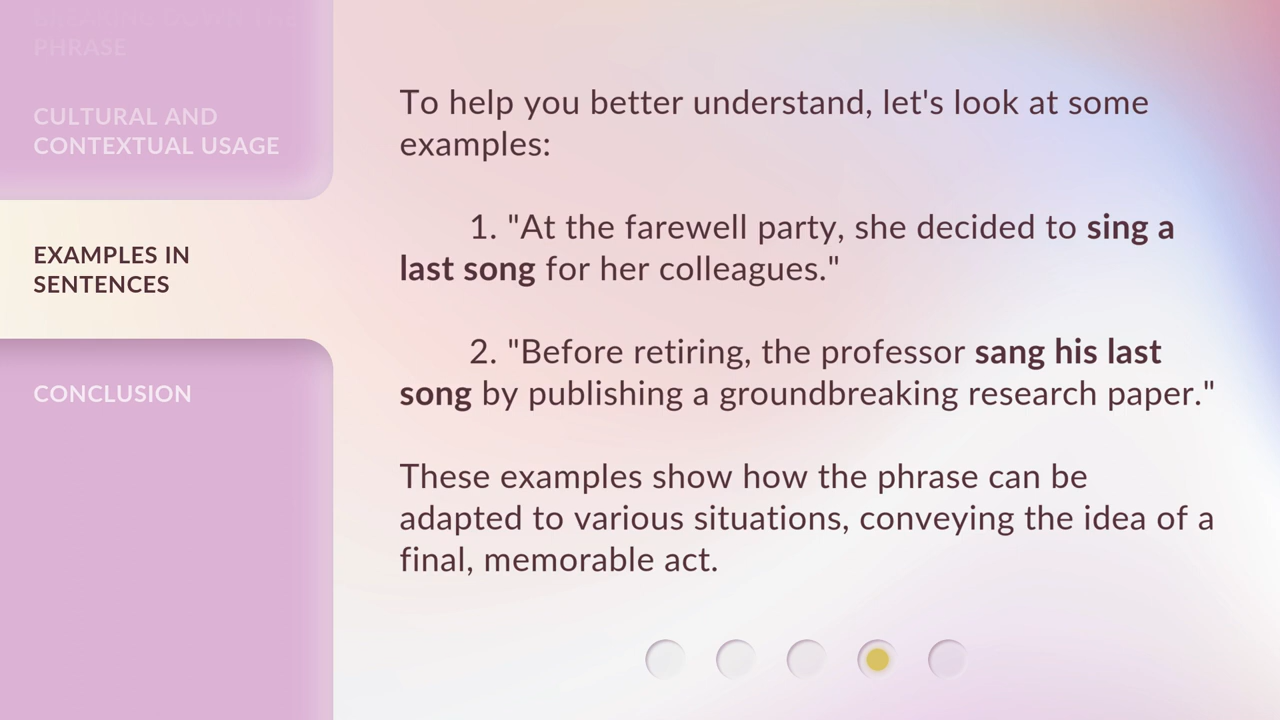 PHRASE
CULTURAL AND
CONTEXTUAL USAGE
EXAMPLES IN
SENTENCES
CONCLUSION
To help you better understand, let's look at some
examples:
1. "At the farewell party, she decided to sing a
last song for her colleagues."
2. "Before retiring, the professor sang his last
song by publishing a groundbreaking research paper."
These examples show how the phrase can be
adapted to various situations, conveying the idea of a
final, memorable act.